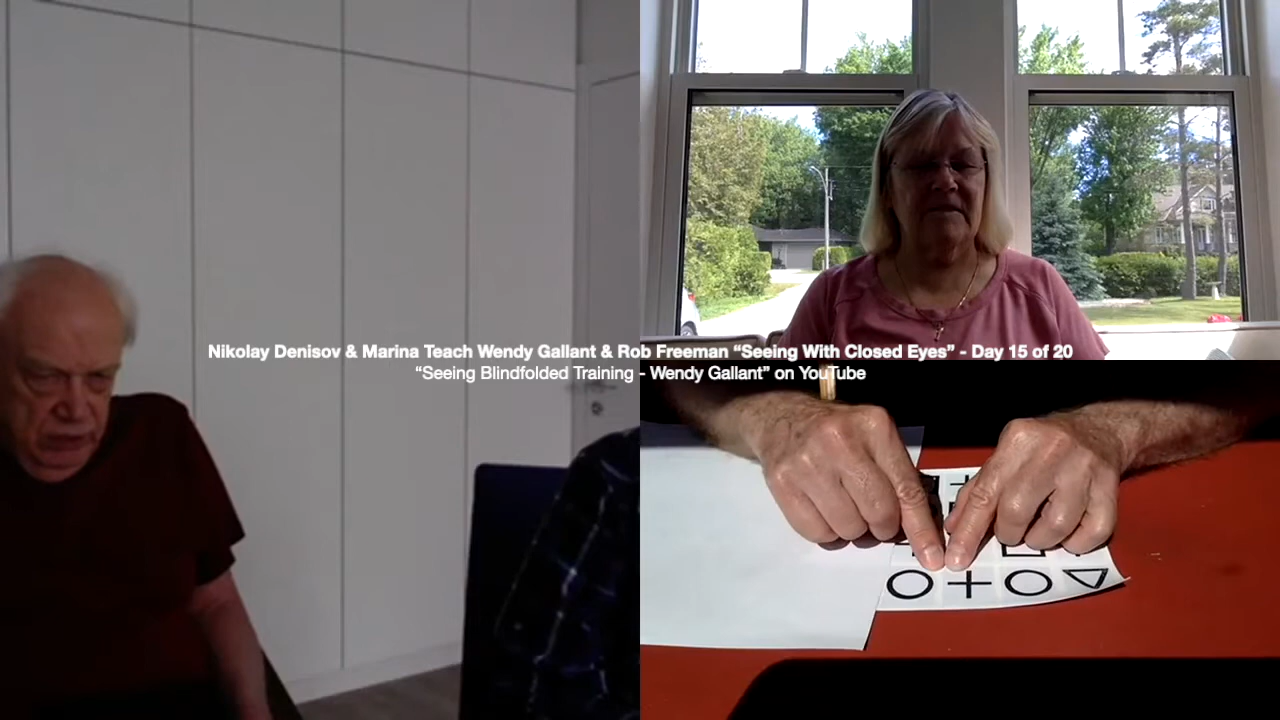 Nikolay Denisov & Marina Teach Wendy Gallant & Rob Freeman “Seeing With Closed Eyes” - Day 15 of 20
“Seeing Blindfolded Training - Wendy Gallant” on YouTube